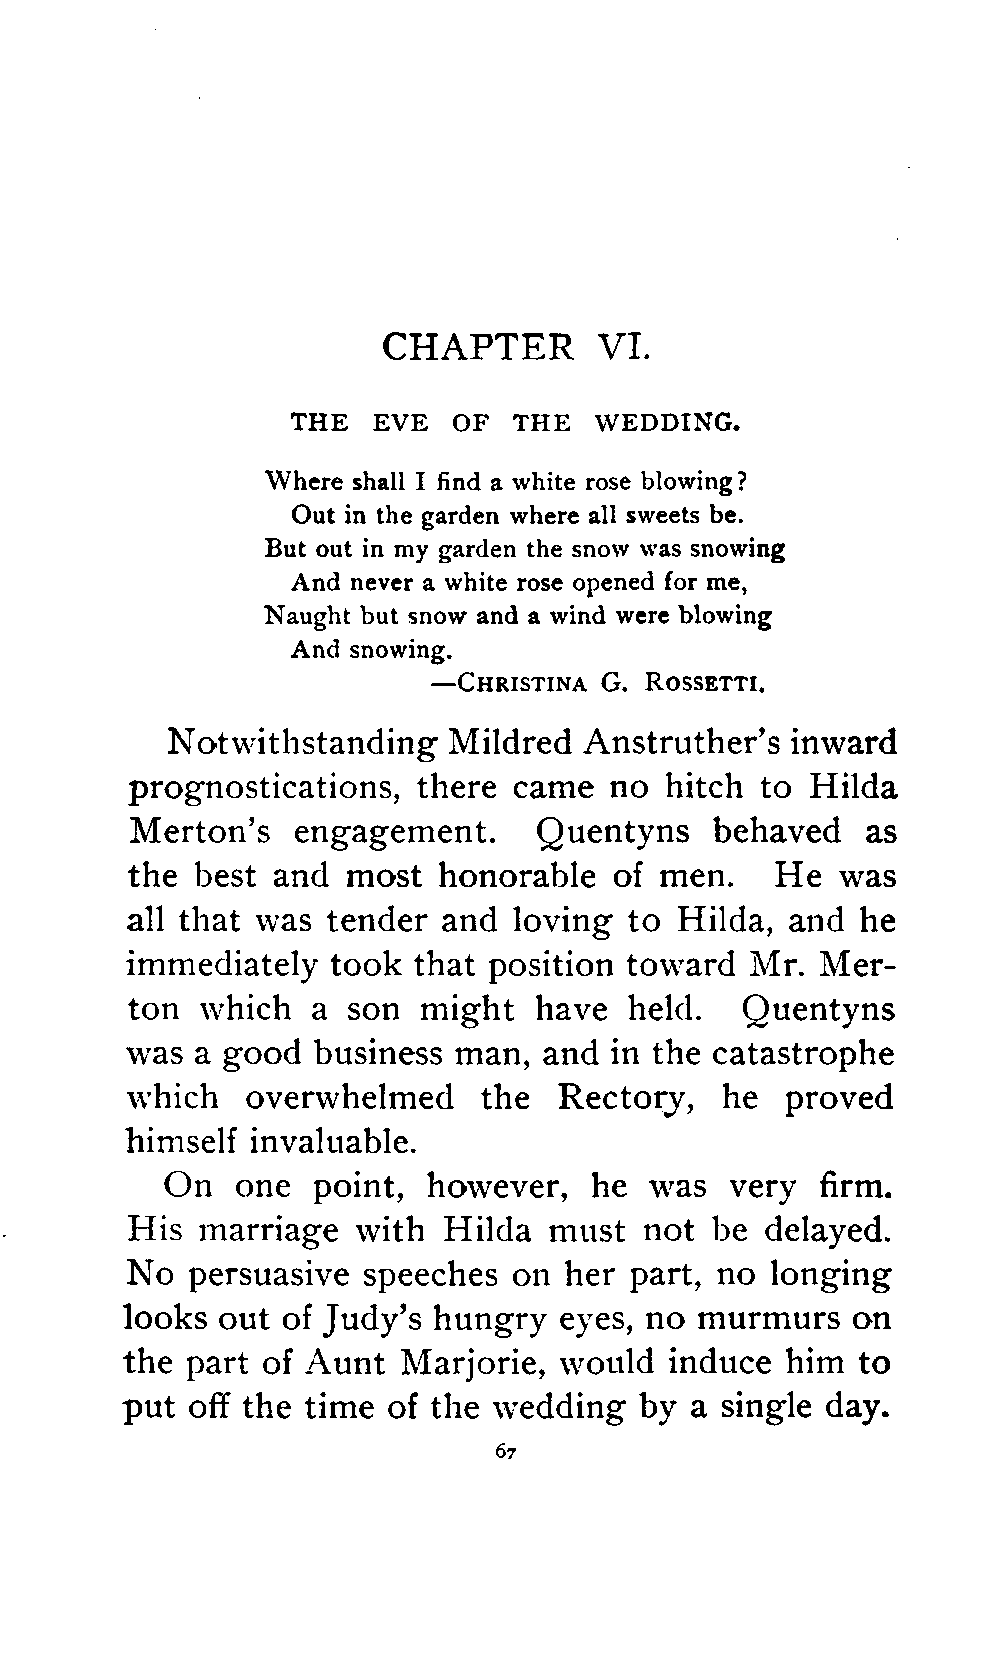 CHAPTER VI.
THE EVE OF THE WEDDING.
Where shall I find a white rose blowing?
Out in the garden where all sweets be.
But out in my garden the snow was snowing
And never a white rose opened for me,
Naught but snow and a wind were blowing
And snowing.
—CHRISTINA G. ROSSETTI.
Notwithstanding Mildred Anstruther's inward
prognostications, there came no hitch to Hilda
Merton's engagement. Quentyns behaved as
the best and most honorable of men. He was
all that was tender and loving to Hilda, and he
immediately took that position toward Mr. Mer-
ton which a son might have held. Quentyns
was a good business man, and in the catastrophe
which overwhelmed the Rectory, he proved
himself invaluable.
On one point, however, he was very firm.
His marriage with Hilda must not be delayed.
No persuasive speeches on her part, no longing
looks out of Judy's hungry eyes, no murmurs on
the part of Aunt Marjorie, would induce him to
put off the time of the wedding by a single day.
67